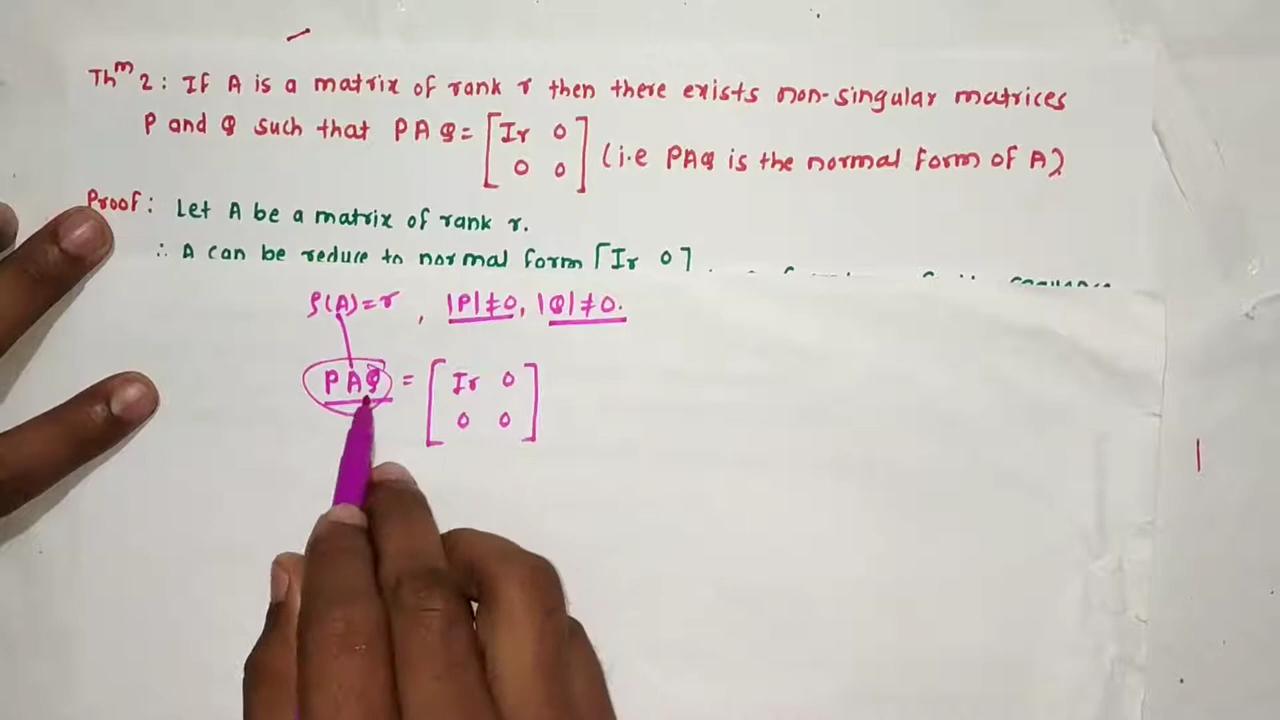 Thm 2: If A is a matrix of rank r then there exists non-singular matrices
P and Q such that PAQ = [Ir 0
0 0] (i.e PAQ is the normal form of A)
Proof: Let A be a matrix of rank r.
∴ A can be reduce to normal form [Ir 0]
ρ(A)=r, |P|≠0, |Q|≠0.
PAQ = [Ir 0
0 0]